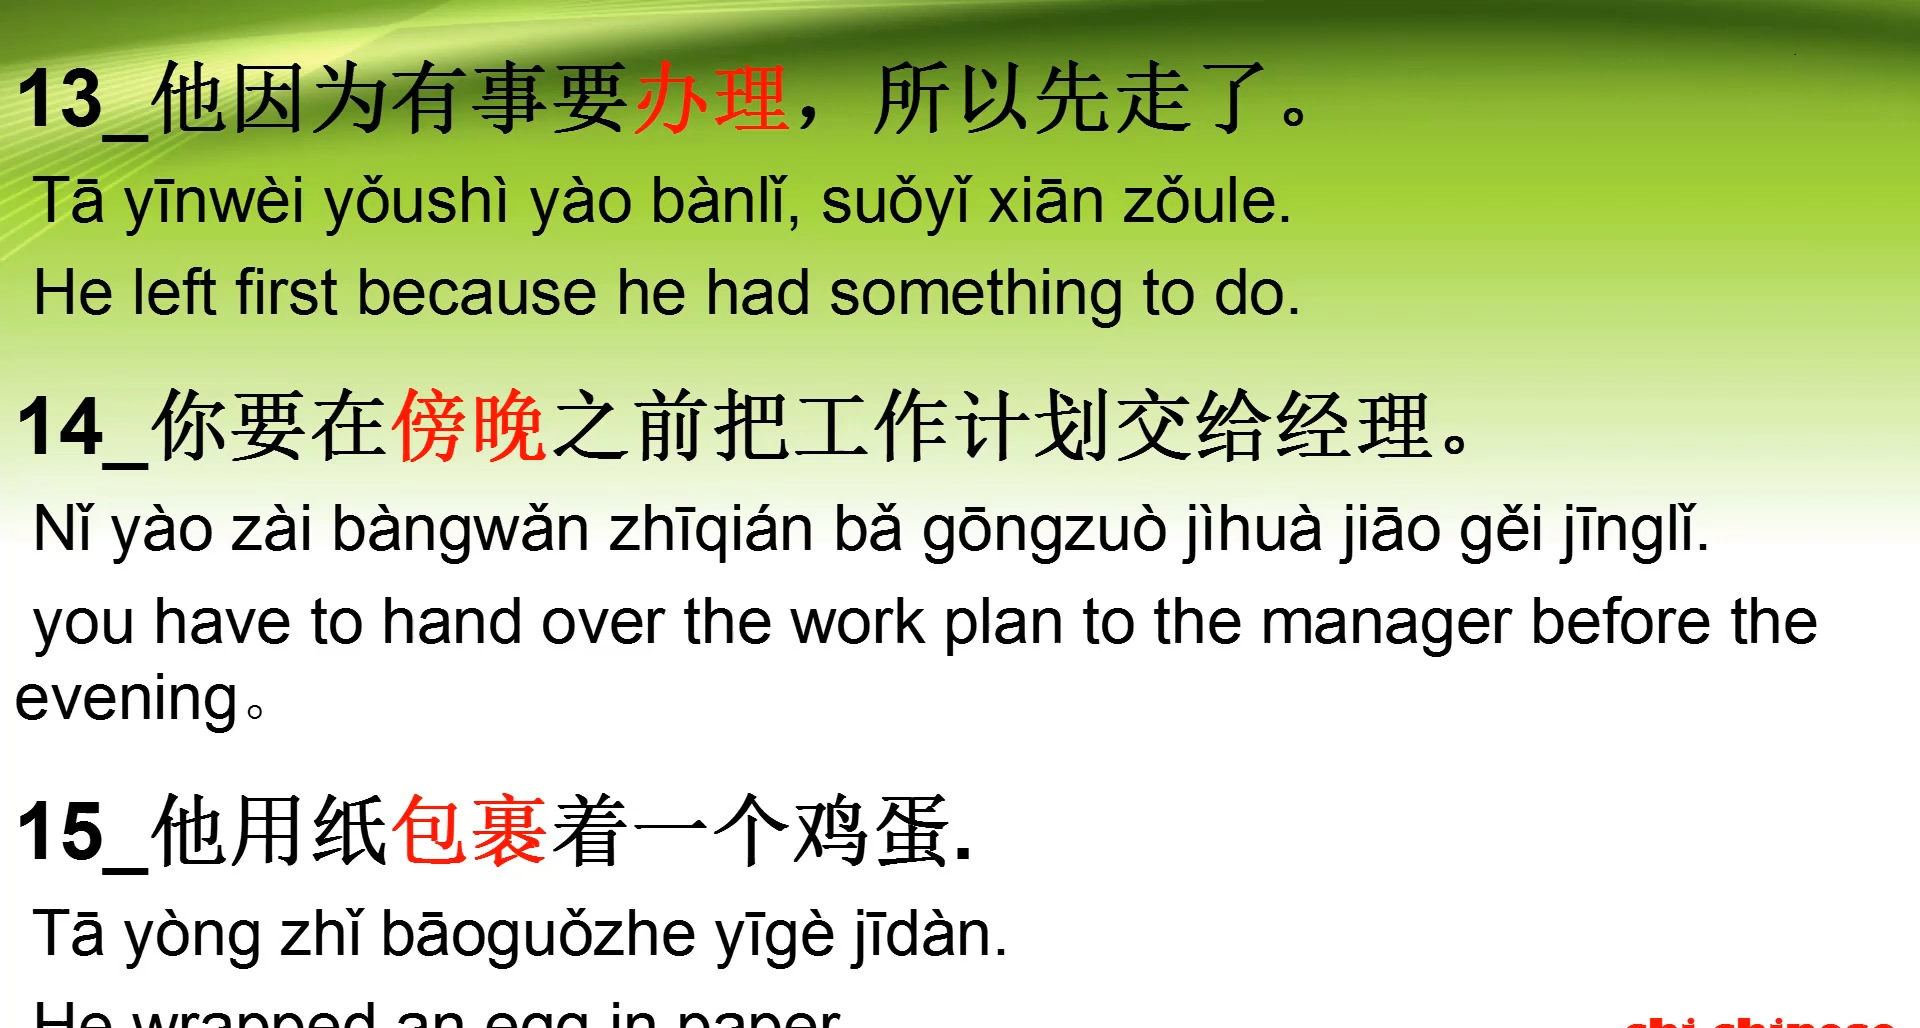 13_他因为有事要办理，所以先走了。
Tā yīnwèi yǒushì yào bànlǐ, suǒyǐ xiān zǒule.
He left first because he had something to do.
14_你要在傍晚之前把工作计划交给经理。
Nǐ yào zài bàngwǎn zhīqián bǎ gōngzuò jìhuà jiāo gěi jīnglǐ.
you have to hand over the work plan to the manager before the
evening。
15_他用纸包裹着一个鸡蛋.
Tā yòng zhǐ bāoguǒzhe yīgè jīdàn.
He wrapped an egg in paper